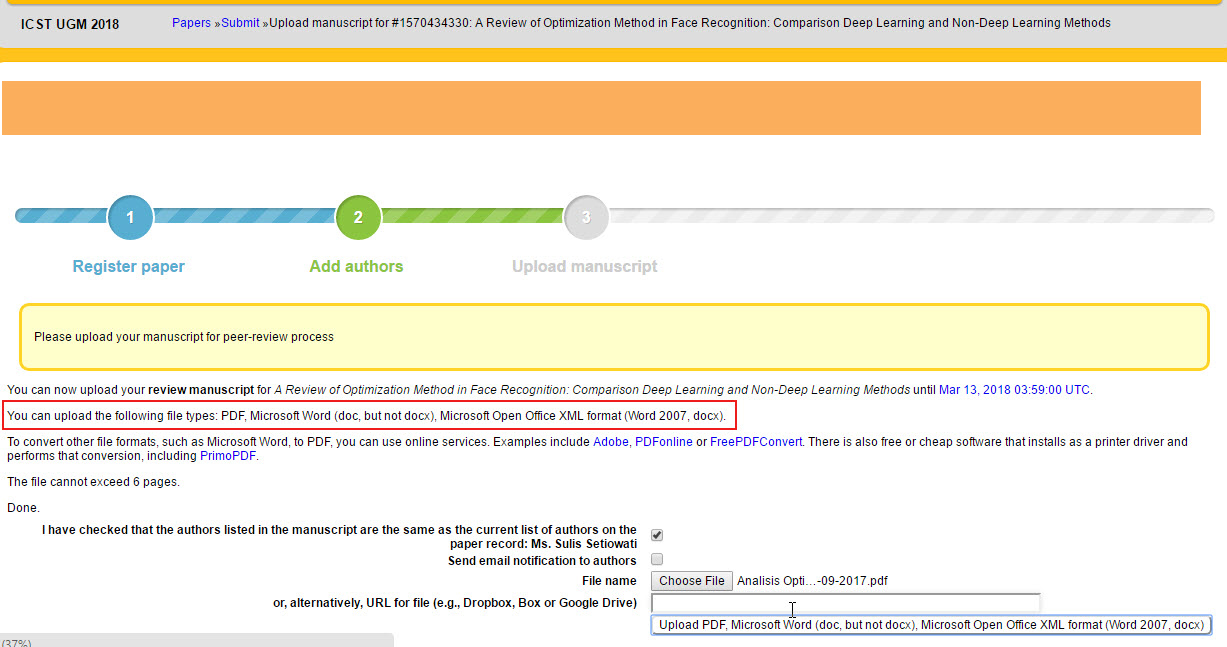 ICST UGM 2018
Papers »Submit »Upload manuscript for #1570434330: A Review of Optimization Method in Face Recognition: Comparison Deep Learning and Non-Deep Learning Methods
1
2
3
Register paper
Add authors
Upload manuscript
Please upload your manuscript for peer-review process
You can now upload your review manuscript for A Review of Optimization Method in Face Recognition: Comparison Deep Learning and Non-Deep Learning Methods until Mar 13, 2018 03:59:00 UTC.
You can upload the following file types: PDF, Microsoft Word (doc, but not docx), Microsoft Open Office XML format (Word 2007, docx).
To convert other file formats, such as Microsoft Word, to PDF, you can use online services. Examples include Adobe, PDFonline or FreePDFConvert. There is also free or cheap software that installs as a printer driver and
performs that conversion, including PrimoPDF.
The file cannot exceed 6 pages.
Done.
I have checked that the authors listed in the manuscript are the same as the current list of authors on the
paper record: Ms. Sulis Setiowati
Send email notification to authors
File name Choose File Analisis Opti...-09-2017.pdf
or, alternatively, URL for file (e.g., Dropbox, Box or Google Drive)
Upload PDF, Microsoft Word (doc, but not docx), Microsoft Open Office XML format (Word 2007, docx)
(37%)